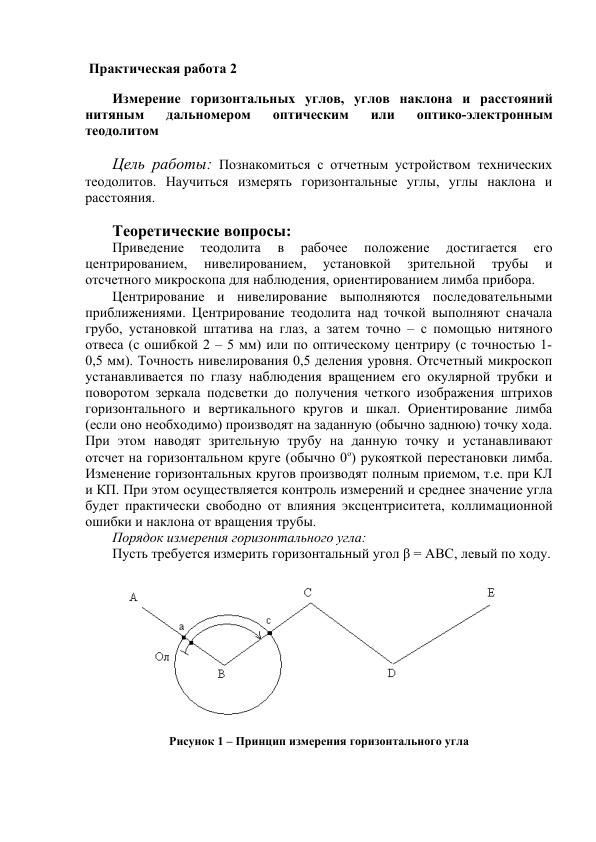 Практическая работа 2
Измерение горизонтальных углов, углов наклона и расстояний
нитяным дальномером оптическим или оптико-электронным
теодолитом
Цель работы: Познакомиться с отчетным устройством технических
теодолитов. Научиться измерять горизонтальные углы, углы наклона и
расстояния.
Теоретические вопросы:
Приведение теодолита в рабочее положение достигается его
центрированием, нивелированием, установкой зрительной трубы и
отсчетного микроскопа для наблюдения, ориентированием лимба прибора.
Центрирование и нивелирование выполняются последовательными
приближениями. Центрирование теодолита над точкой выполняют сначала
грубо, установкой штатива на глаз, а затем точно – с помощью нитяного
отвеса (с ошибкой 2 – 5 мм) или по оптическому центриру (с точностью 1-
0,5 мм). Точность нивелирования 0,5 деления уровня. Отсчетный микроскоп
устанавливается по глазу наблюдения вращением его окулярной трубки и
поворотом зеркала подсветки до получения четкого изображения штрихов
горизонтального и вертикального кругов и шкал. Ориентирование лимба
(если оно необходимо) производят на заданную (обычно заднюю) точку хода.
При этом наводят зрительную трубу на данную точку и устанавливают
отсчет на горизонтальном круге (обычно 0º) рукояткой перестановки лимба.
Изменение горизонтальных кругов производят полным приемом, т.е. при КЛ
и КП. При этом осуществляется контроль измерений и среднее значение угла
будет практически свободно от влияния эксцентриситета, коллимационной
ошибки и наклона от вращения трубы.
Порядок измерения горизонтального угла:
Пусть требуется измерить горизонтальный угол β = АВС, левый по ходу.
A
C
E
a
c
Ол
B
D
Рисунок 1 – Принцип измерения горизонтального угла